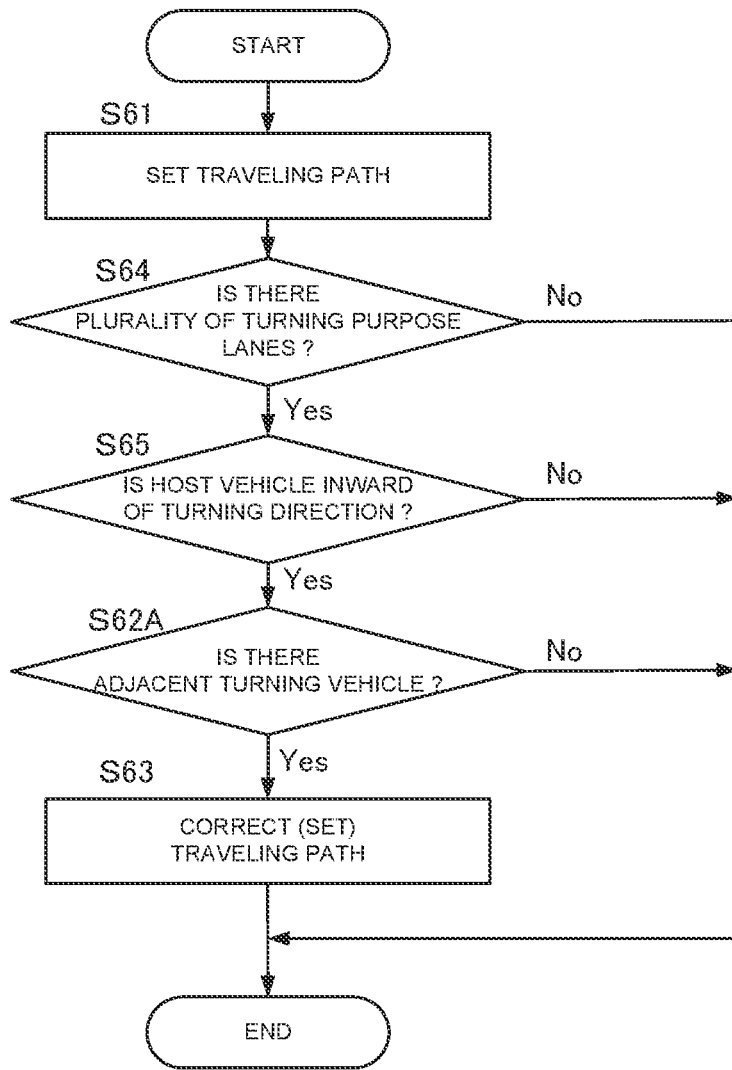 START
S61
SET TRAVELING PATH
S64
IS THERE
PLURALITY OF TURNING PURPOSE
LANES ?
No
Yes
S65
IS HOST VEHICLE INWARD
OF TURNING DIRECTION ?
No
Yes
S62A
IS THERE
ADJACENT TURNING VEHICLE ?
No
Yes
S63
CORRECT (SET)
TRAVELING PATH
END